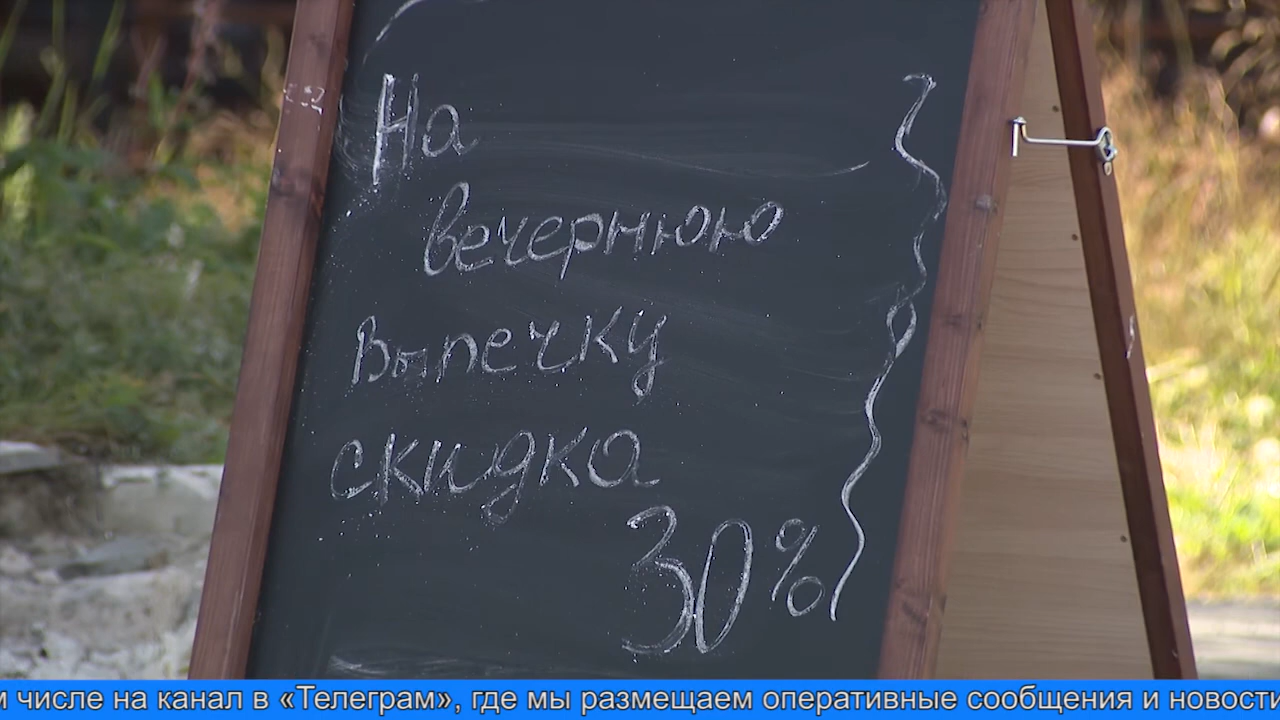 На
вечернюю
выпечку
скидка
30%
м числе на канал в «Телеграм», где мы размещаем оперативные сообщения и новости